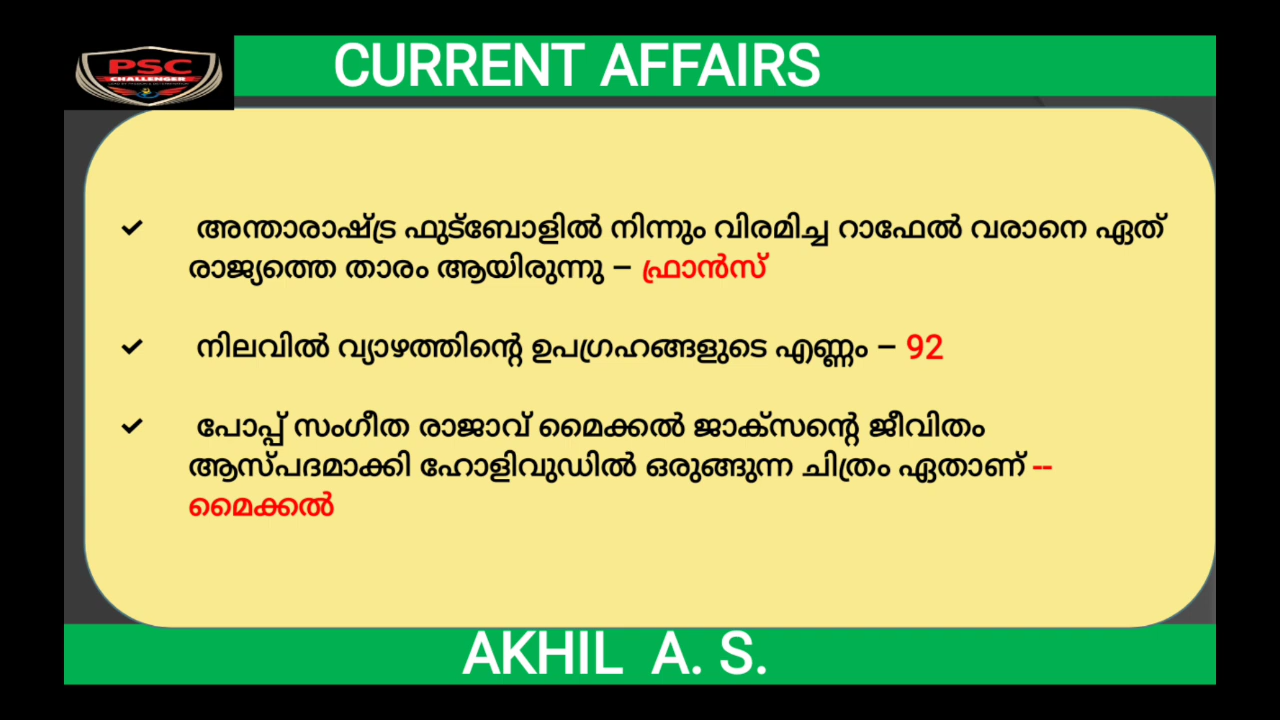 PSC
CHALLENGER
CURRENT AFFAIRS
✓ അന്താരാഷ്ട്ര ഫുട്ബോളിൽ നിന്നും വിരമിച്ച റാഫേൽ വരാനെ ഏത്
രാജ്യത്തെ താരം ആയിരുന്നു – ഫ്രാൻസ്
✓ നിലവിൽ വ്യാഴത്തിന്റെ ഉപഗ്രഹങ്ങളുടെ എണ്ണം – 92
✓ പോപ്പ് സംഗീത രാജാവ് മൈക്കൽ ജാക്സന്റെ ജീവിതം
ആസ്പദമാക്കി ഹോളിവുഡിൽ ഒരുങ്ങുന്ന ചിത്രം ഏതാണ് --
മൈക്കൽ
AKHIL A. S.